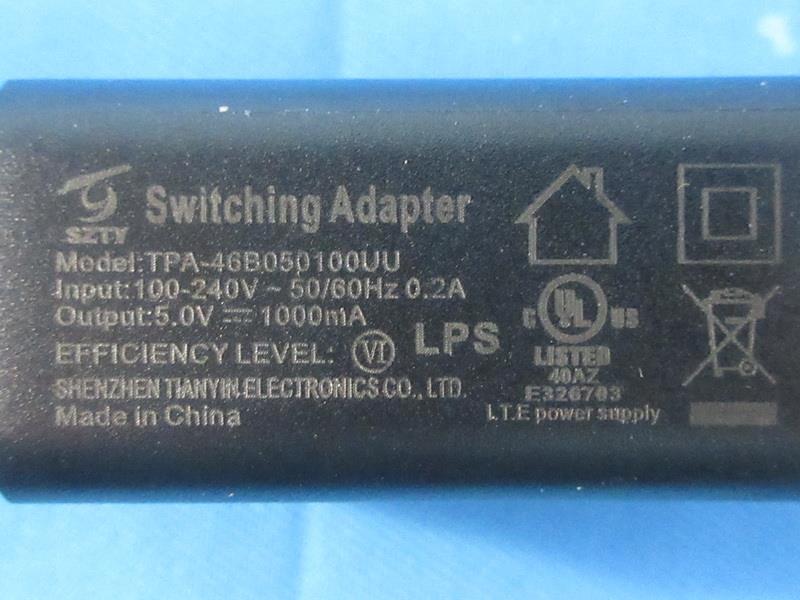 SZTY
Switching Adapter
Model:TPA-46B050100UU
Input:100-240V ~ 50/60Hz 0.2A
Output:5.0V ⎓ 1000mA
EFFICIENCY LEVEL: VI
LPS
SHENZHEN TIANYIN ELECTRONICS CO., LTD.
Made in China
C UL US
LISTED
40AZ
E326703
I.T.E power supply